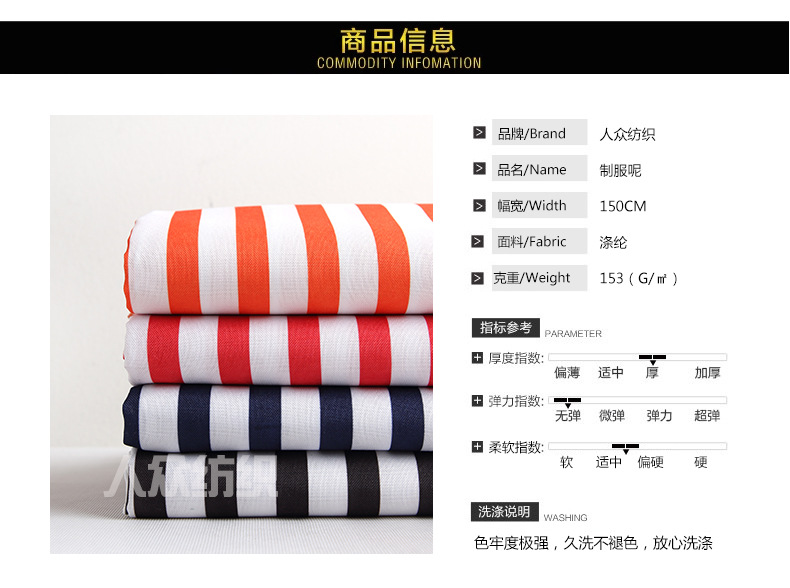 商品信息
COMMODITY INFOMATION
品牌/Brand 人众纺织
品名/Name 制服呢
幅宽/Width 150CM
面料/Fabric 涤纶
克重/Weight 153（G/㎡）
指标参考 PARAMETER
厚度指数:
偏薄 适中 厚 加厚
弹力指数:
无弹 微弹 弹力 超弹
柔软指数:
软 适中 偏硬 硬
人众纺织
洗涤说明 WASHING
色牢度极强，久洗不褪色，放心洗涤